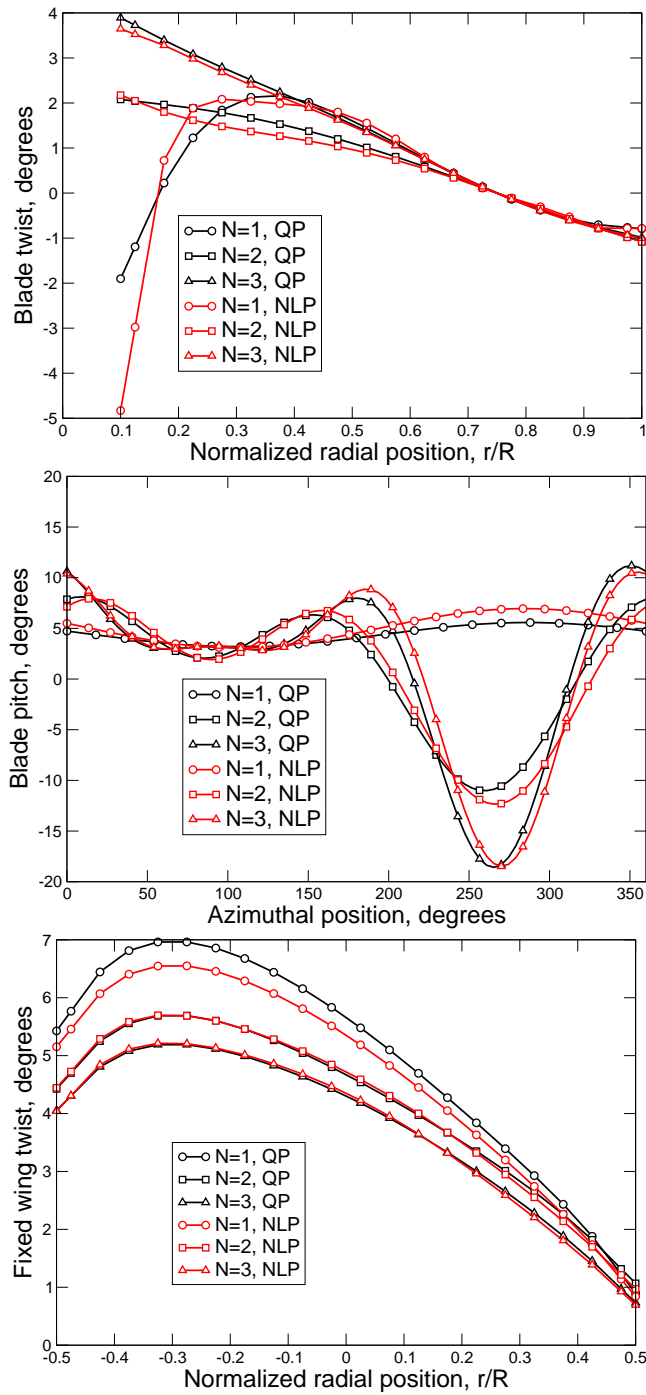 4
3
2
1
0
-1
-2
-3
-4
-5
Blade twist, degrees
N=1, QP
N=2, QP
N=3, QP
N=1, NLP
N=2, NLP
N=3, NLP
0 0.1 0.2 0.3 0.4 0.5 0.6 0.7 0.8 0.9 1
Normalized radial position, r/R
20
15
10
5
0
-5
-10
-15
-20
Blade pitch, degrees
N=1, QP
N=2, QP
N=3, QP
N=1, NLP
N=2, NLP
N=3, NLP
0 50 100 150 200 250 300 350
Azimuthal position, degrees
7
6
5
4
3
2
1
0
Fixed wing twist, degrees
N=1, QP
N=2, QP
N=3, QP
N=1, NLP
N=2, NLP
N=3, NLP
-0.5 -0.4 -0.3 -0.2 -0.1 0 0.1 0.2 0.3 0.4 0.5
Normalized radial position, r/R